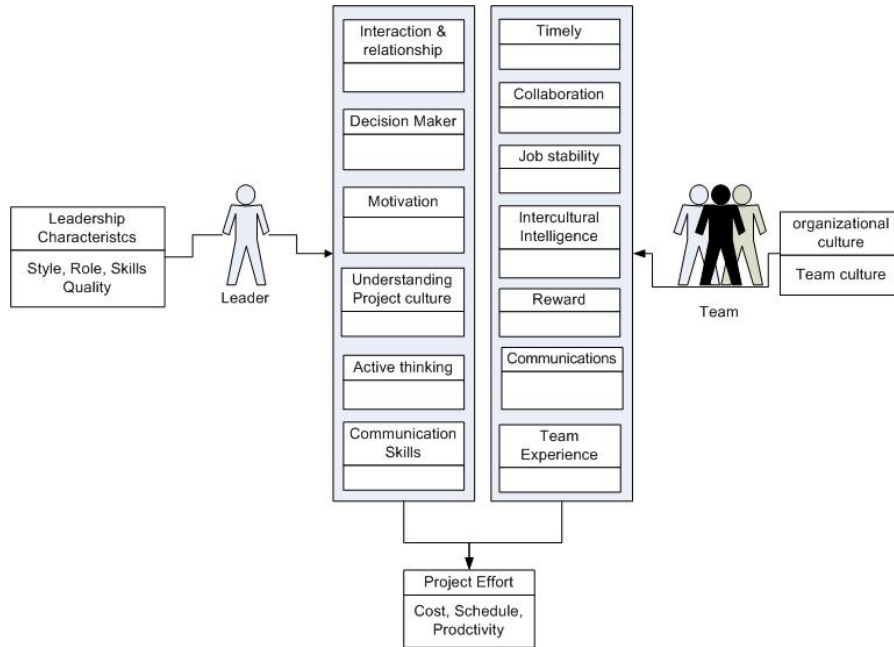 Leadership
Characteristcs
Style, Role, Skills
Quality
Leader
Interaction &
relationship
Decision Maker
Motivation
Understanding
Project culture
Active thinking
Communication
Skills
Timely
Collaboration
Job stability
Intercultural
Intelligence
Reward
Communications
Team
Experience
Team
organizational
culture
Team culture
Project Effort
Cost, Schedule,
Prodctivity